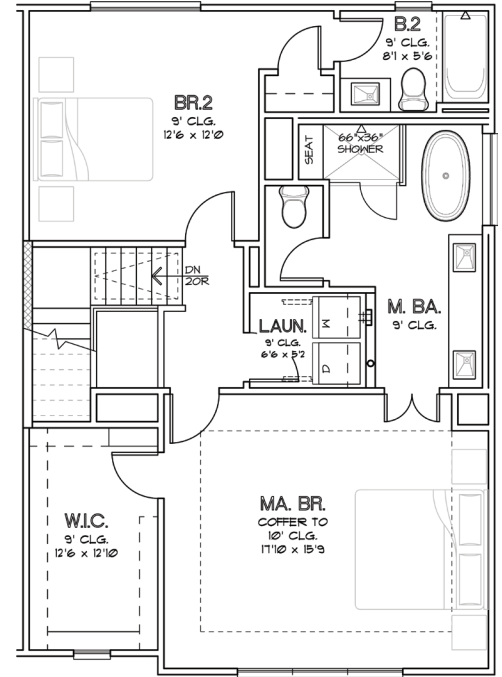 B.2
9' CLG.
8'1 x 5'6
BR.2
9' CLG.
12'6 x 12'0
SEAT
66"x36"
SHOWER
DN
20R
LAUN.
9' CLG.
6'6 x 5'2
M
D
M. BA.
9' CLG.
W.I.C.
9' CLG.
12'6 x 12'10
MA. BR.
COFFER TO
10' CLG.
17'10 x 15'9